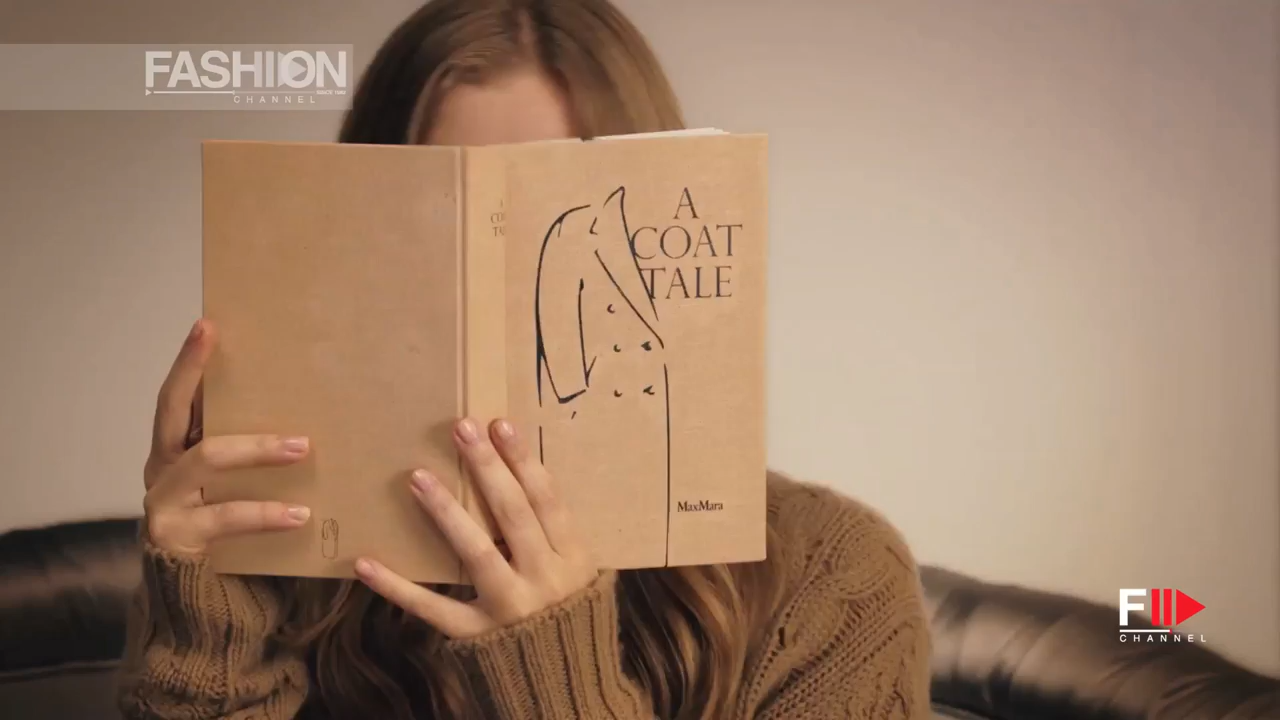 FASHION
CHANNEL
A
COAT
TALE
MaxMara
F
CHANNEL